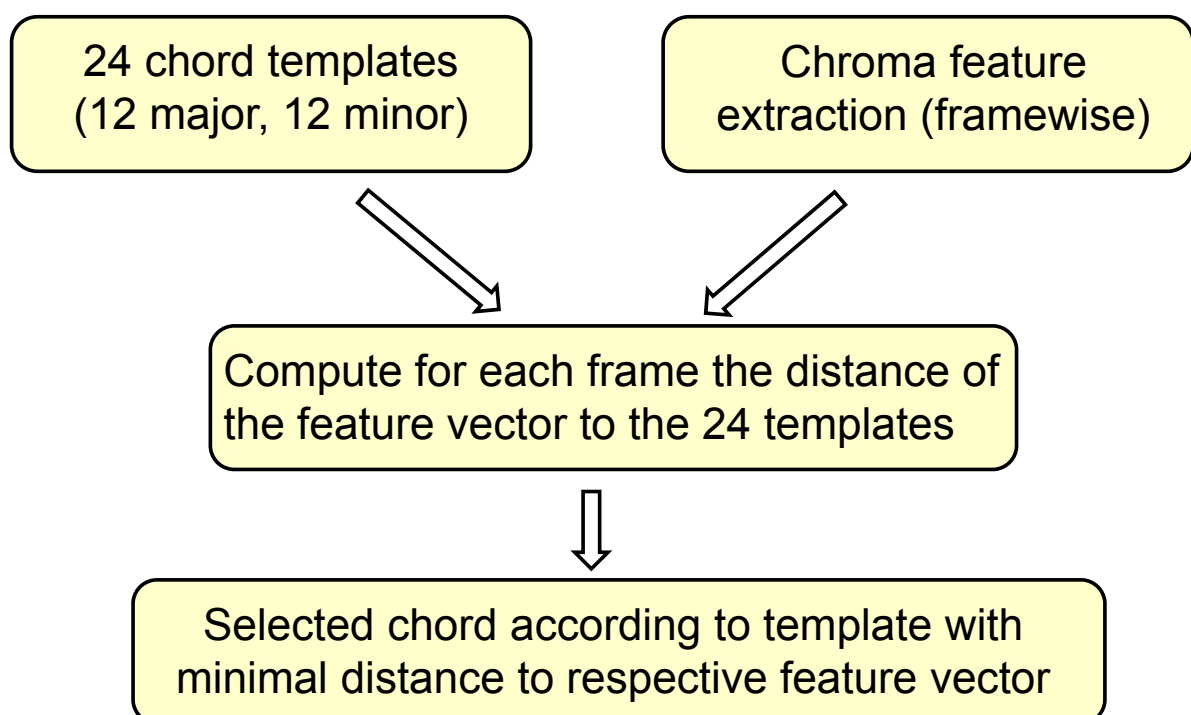 24 chord templates
(12 major, 12 minor)
Chroma feature
extraction (framewise)
Compute for each frame the distance of
the feature vector to the 24 templates
Selected chord according to template with
minimal distance to respective feature vector